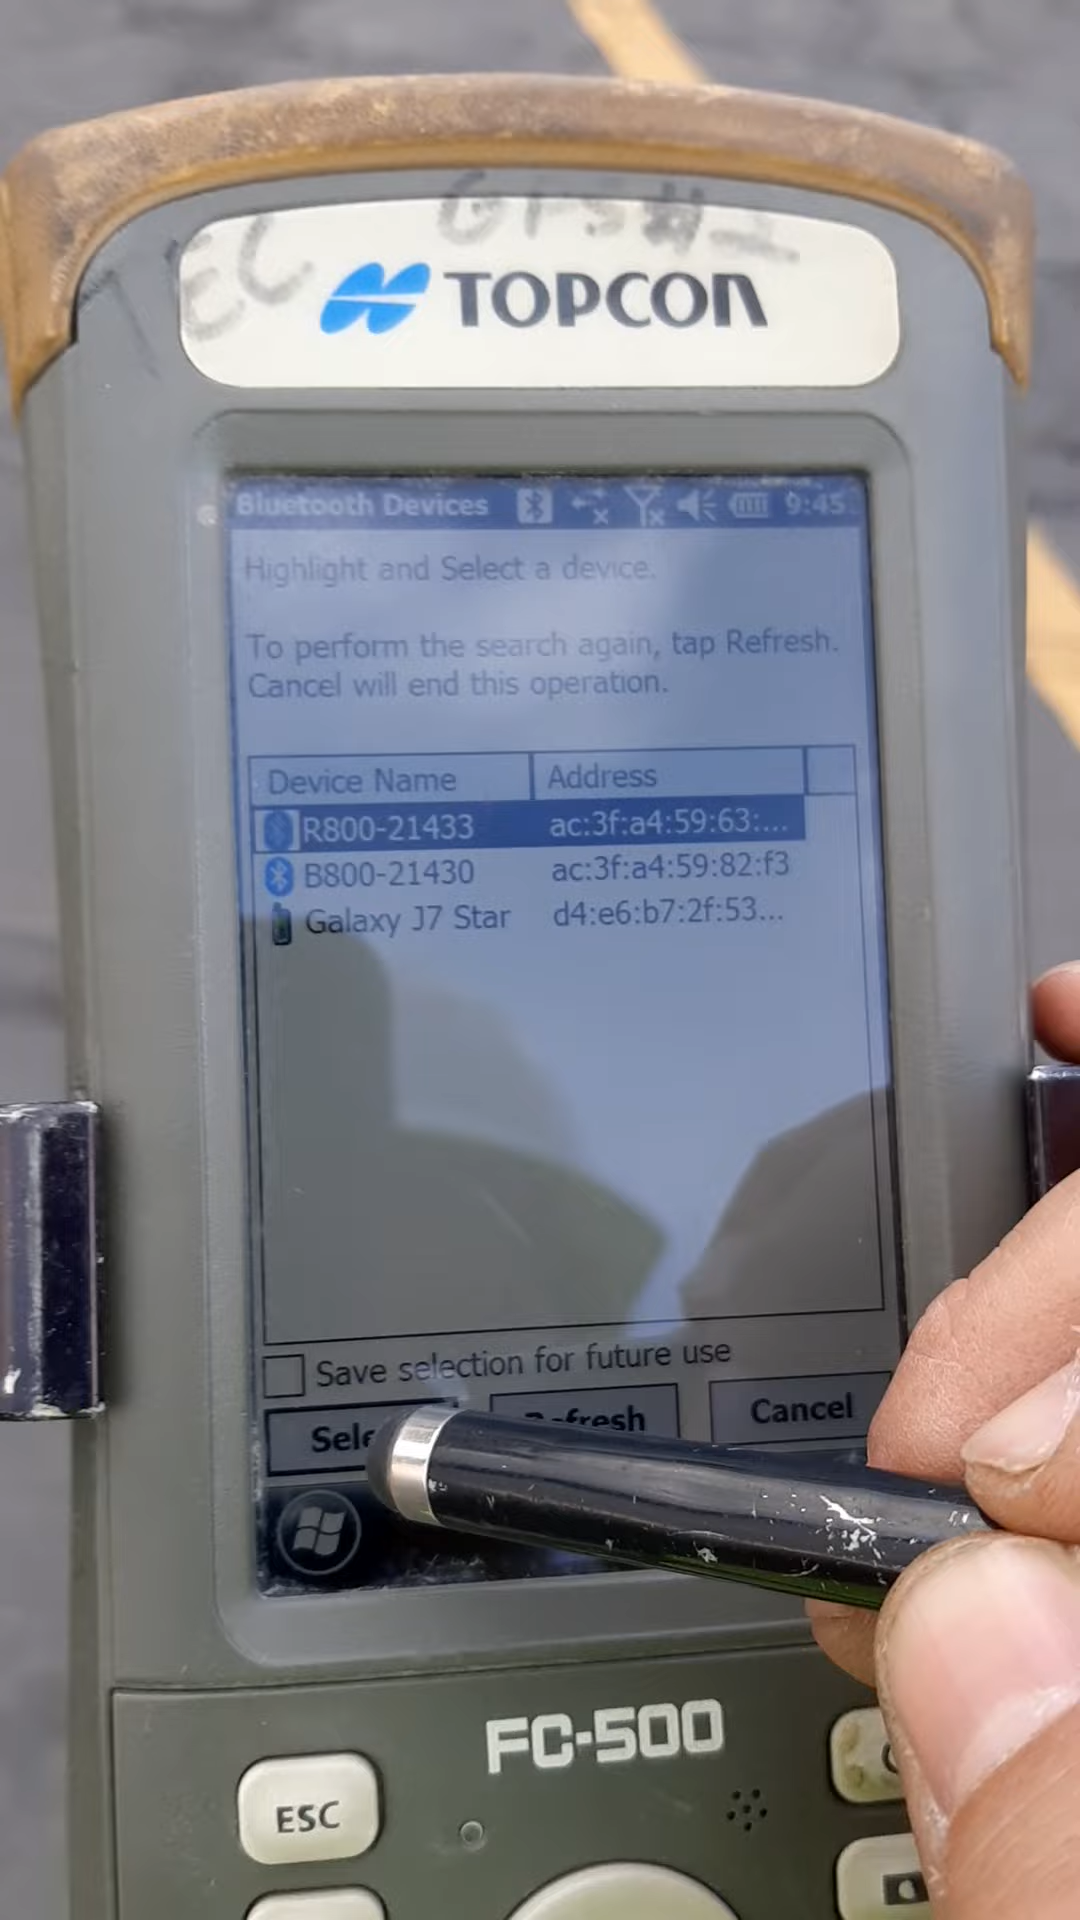 TOPCON
Bluetooth Devices 9:45
Highlight and Select a device.
To perform the search again, tap Refresh.
Cancel will end this operation.
Device Name Address
R800-21433 ac:3f:a4:59:63:...
B800-21430 ac:3f:a4:59:82:f3
Galaxy J7 Star d4:e6:b7:2f:53...
Save selection for future use
Cancel
FC-500
ESC